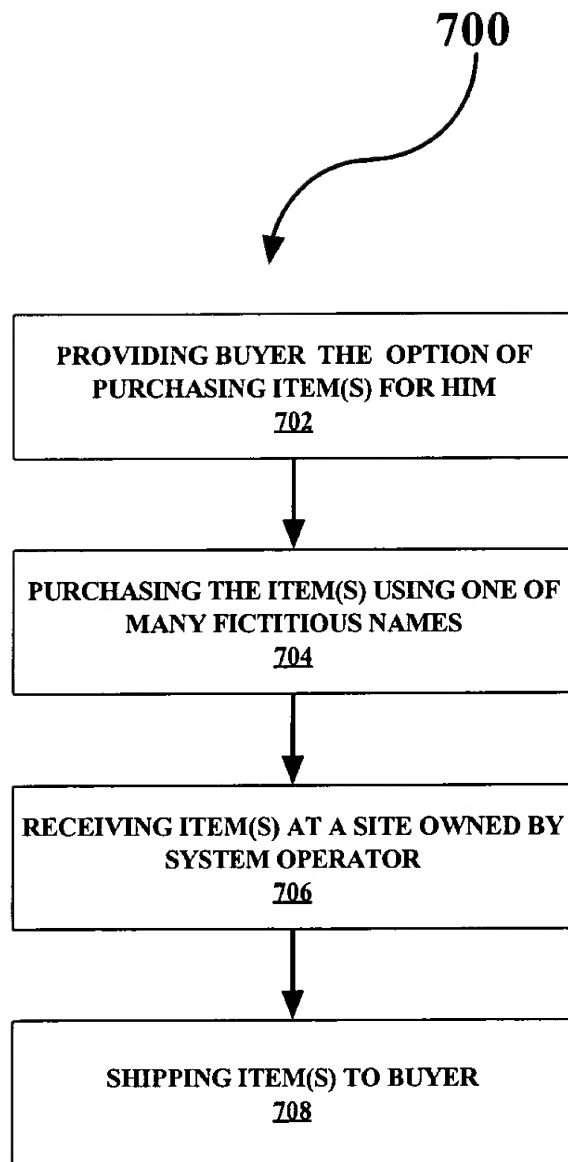 700
PROVIDING BUYER THE OPTION OF
PURCHASING ITEM(S) FOR HIM
702
PURCHASING THE ITEM(S) USING ONE OF
MANY FICTITIOUS NAMES
704
RECEIVING ITEM(S) AT A SITE OWNED BY
SYSTEM OPERATOR
706
SHIPPING ITEM(S) TO BUYER
708